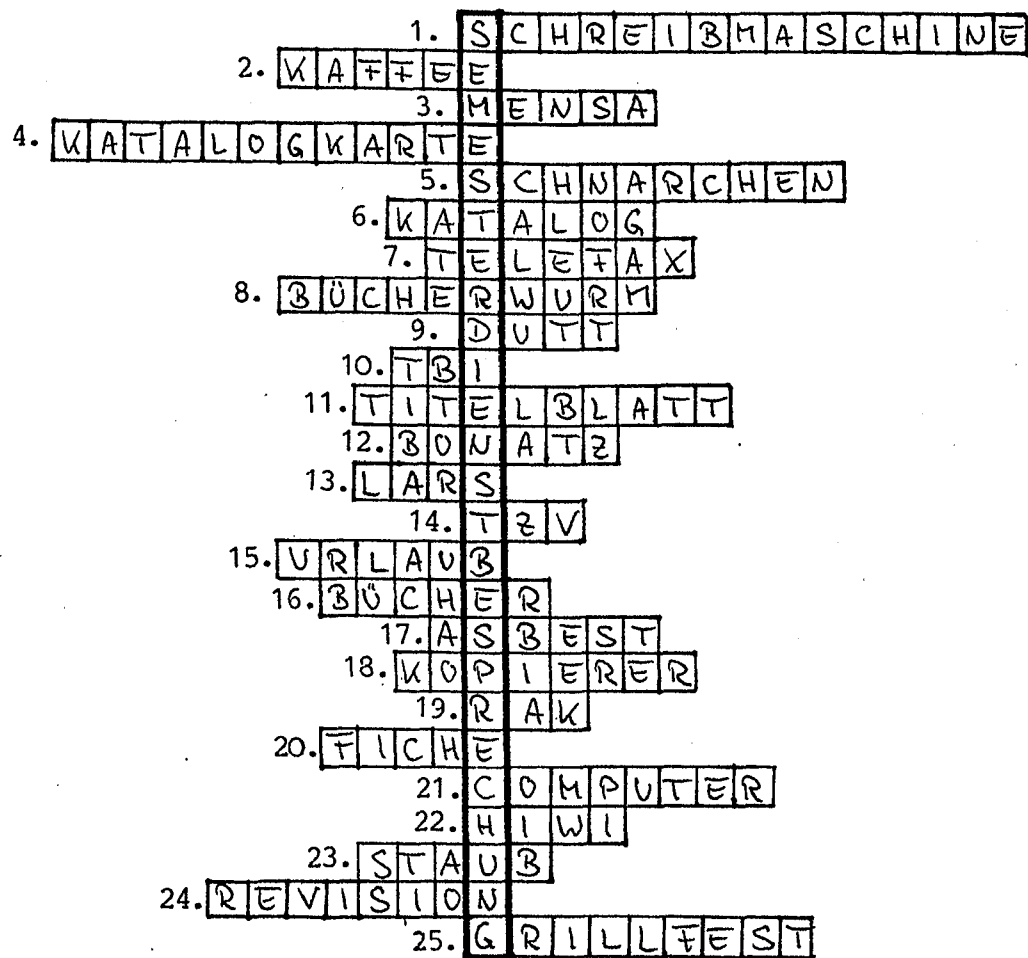 1. SCHREIBMASCHINE
2. KAFFEE
3. MENSA
4. KATALOGKARTE
5. SCHNARCHEN
6. KATALOG
7. TELEFAX
8. BÜCHERWURM
9. DUTT
10. TBI
11. TITELBLATT
12. BONATZ
13. LARS
14. TZV
15. URLAUB
16. BÜCHER
17. ASBEST
18. KOPIERER
19. RAK
20. FICHE
21. COMPUTER
22. HIWI
23. STAUB
24. REVISION
25. GRILLFEST